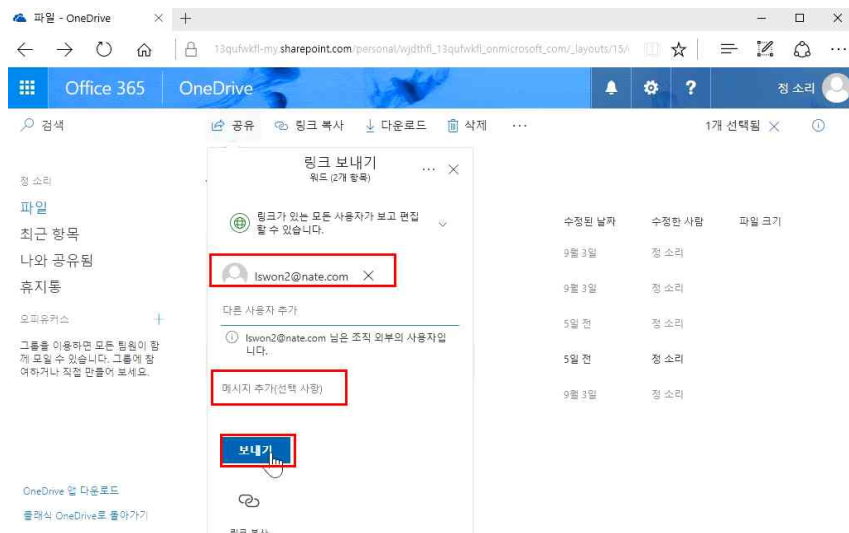 파일 - OneDrive
13qufwkfl-my.sharepoint.com/personal/wjdthfl_13qufwkfl_onmicrosoft_com/_layouts/15/
Office 365
OneDrive
?
정 소리
검색
공유
링크 복사
다운로드
삭제
...
1개 선택됨
링크 보내기
워드 (2개 항목)
정 소리
파일
최근 항목
나와 공유됨
휴지통
오피유커스
그룹을 이용하면 모든 팀원이 함
께 모일 수 있습니다. 그룹에 참
여하거나 직접 만들어 보세요.
OneDrive 앱 다운로드
클래식 OneDrive로 돌아가기
링크가 있는 모든 사용자가 보고 편집
할 수 있습니다.
lswon2@nate.com
다른 사용자 추가
lswon2@nate.com 님은 조직 외부의 사용자입
니다.
메시지 추가(선택 사항)
보내기
링크 복사
수정된 날짜 수정한 사람 파일 크기
9월 3일 정 소리
9월 3일 정 소리
5일 전 정 소리
5일 전 정 소리
9월 3일 정 소리